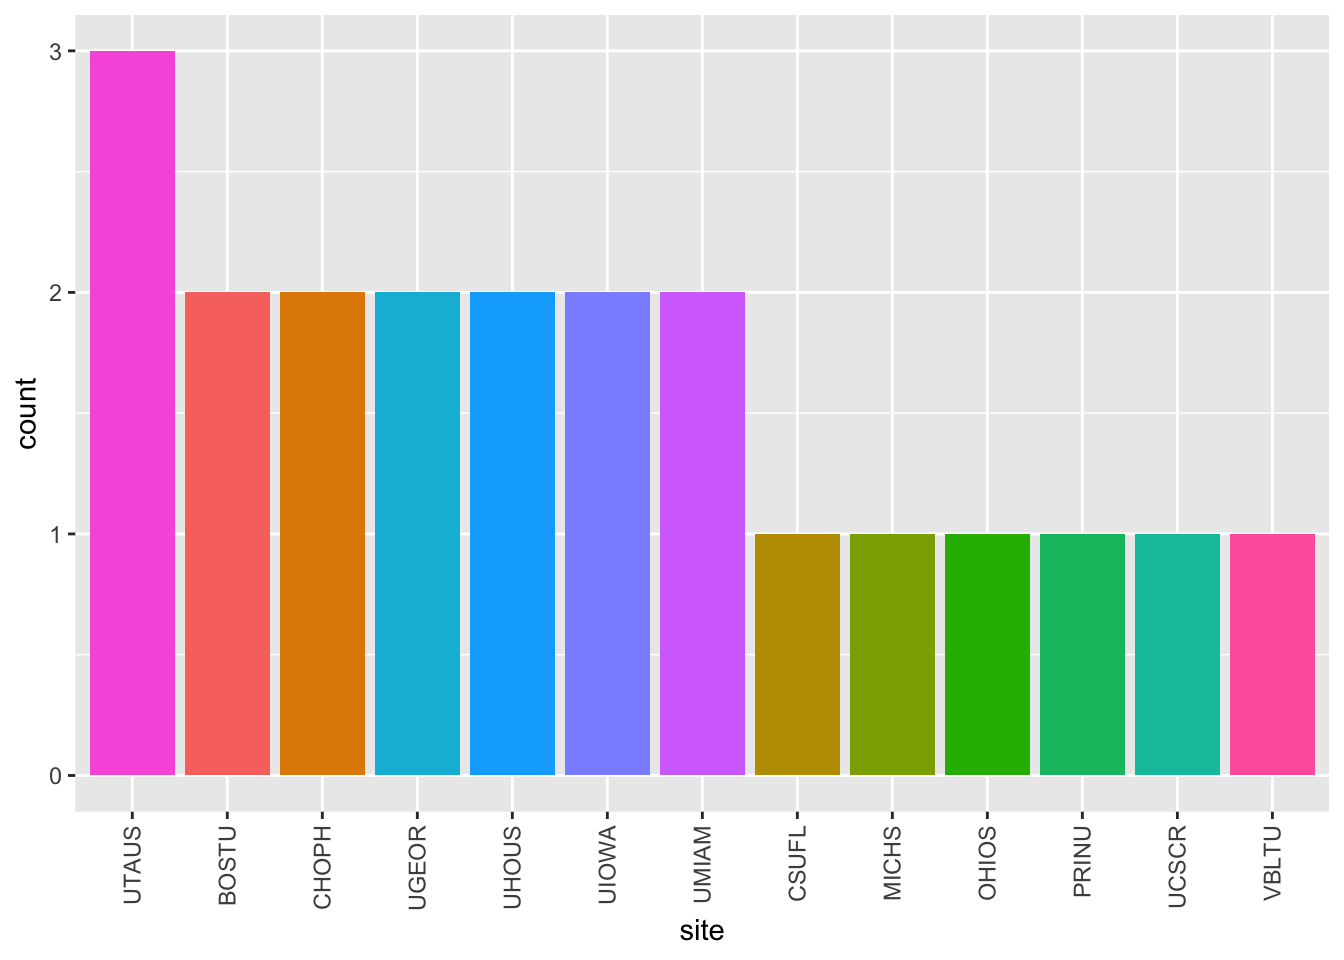 3
2
1
0
count
UTAUS
BOSTU
CHOPH
UGEOR
UHOUS
UIOWA
UMIAM
CSUFL
MICHS
OHIOS
PRINU
UCSCR
VBLTU
site